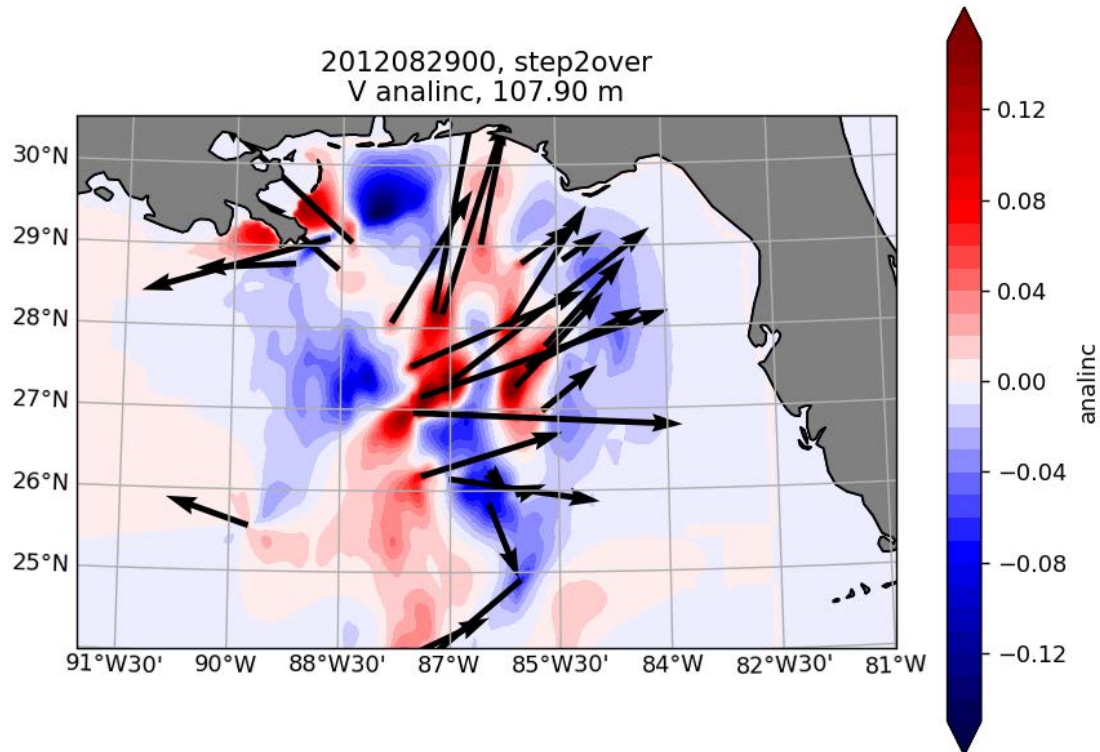 2012082900, step2over
V analinc, 107.90 m
30°N
29°N
28°N
27°N
26°N
25°N
91°W30' 90°W 88°W30' 87°W 85°W30' 84°W 82°W30' 81°W
0.12
0.08
0.04
0.00
−0.04
−0.08
−0.12
analinc